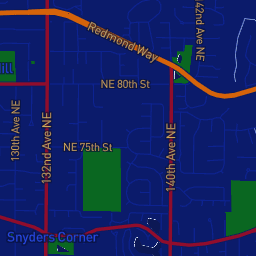 Redmond Way
42nd Ave NE
NE 80th St
130th Ave NE
132nd Ave NE
NE 75th St
140th Ave NE
Snyders Corner